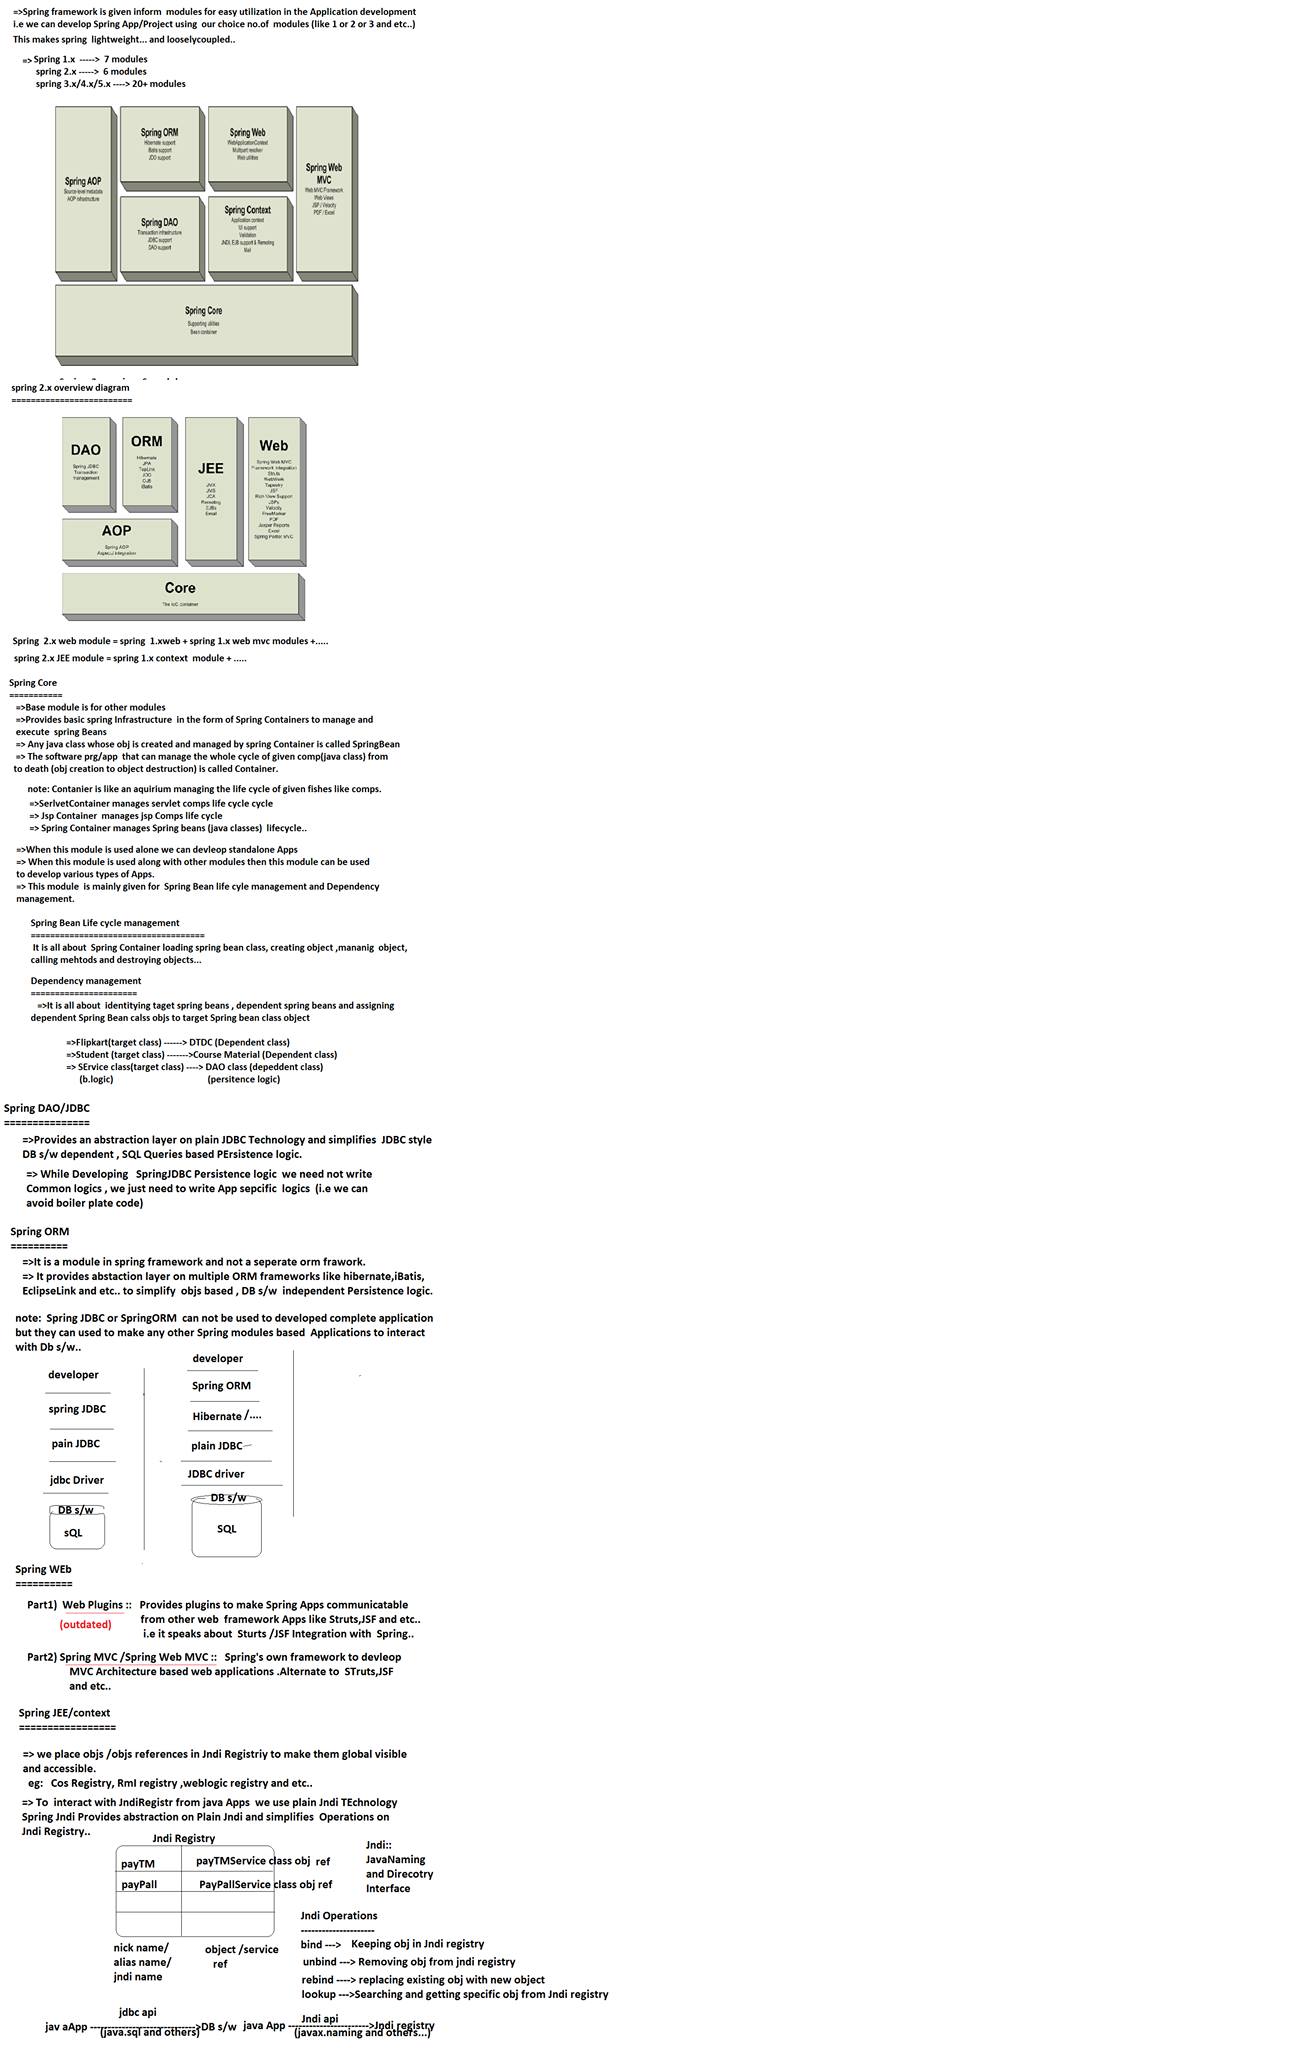 =>Spring framework is given inform  modules for easy utilization in the Application development
i.e we can develop Spring App/Project using  our choice no.of  modules (like 1 or 2 or 3 and etc..)
This makes spring  lightweight... and looselycoupled..
=> Spring 1.x  ----->  7 modules
spring 2.x ----->  6 modules
spring 3.x/4.x/5.x ----> 20+ modules
Spring AOP
Source-level metadata
AOP infrastructure
Spring ORM
Hibernate support
iBatis support
JDO support
Spring Web
WebApplicationContext
Multipart resolver
Web utilities
Spring Web
MVC
Web MVC Framework
Web Views
JSP / Velocity
PDF / Excel
Spring DAO
Transaction infrastructure
JDBC support
DAO support
Spring Context
Application context
UI support
Validation
JNDI, EJB support & Remoting
Mail
Spring Core
Supporting utilities
Bean container
spring 2.x overview diagram
=========================
DAO
Spring JDBC
Transaction
management
ORM
Hibernate
JPA
TopLink
JDO
OJB
iBatis
JEE
JMX
JMS
JCA
Remoting
EJBs
Email
Web
Spring Web MVC
Framework Integration
Struts
WebWork
Tapestry
JSF
Rich View Support
JSPs
Velocity
FreeMarker
PDF
Jasper Reports
Excel
Spring Portlet MVC
AOP
Spring AOP
AspectJ integration
Core
The IoC container
Spring  2.x web module = spring  1.xweb + spring 1.x web mvc modules +.....
spring 2.x JEE module = spring 1.x context  module + .....
Spring Core
===========
=>Base module is for other modules
=>Provides basic spring Infrastructure  in the form of Spring Containers to manage and
execute  spring Beans
=> Any java class whose obj is created and managed by spring Container is called SpringBean
=> The software prg/app  that can manage the whole cycle of given comp(java class) from
to death (obj creation to object destruction) is called Container.
note: Contanier is like an aquirium managing the life cycle of given fishes like comps.
=>SerlvetContainer manages servlet comps life cycle cycle
=> Jsp Container  manages jsp Comps life cycle
=> Spring Container manages Spring beans (java classes)  lifecycle..
=>When this module is used alone we can devleop standalone Apps
=> When this module is used along with other modules then this module can be used
to develop various types of Apps.
=> This module  is mainly given for  Spring Bean life cyle management and Dependency
management.
Spring Bean Life cycle management
====================================
It is all about  Spring Container loading spring bean class, creating object ,mananig  object,
calling mehtods and destroying objects...
Dependency management
======================
=>It is all about  identitying taget spring beans , dependent spring beans and assigning
dependent Spring Bean calss objs to target Spring bean class object
=>Flipkart(target class) ------> DTDC (Dependent class)
=>Student (target class) ------->Course Material (Dependent class)
=> SErvice class(target class) ----> DAO class (depeddent class)
(b.logic) (persitence logic)
Spring DAO/JDBC
===============
=>Provides an abstraction layer on plain JDBC Technology and simplifies  JDBC style
DB s/w dependent , SQL Queries based PErsistence logic.
=> While Developing   SpringJDBC Persistence logic  we need not write
Common logics , we just need to write App sepcific  logics  (i.e we can
avoid boiler plate code)
Spring ORM
==========
=>It is a module in spring framework and not a seperate orm frawork.
=> It provides abstaction layer on multiple ORM frameworks like hibernate,iBatis,
EclipseLink and etc.. to simplify  objs based , DB s/w  independent Persistence logic.
note:  Spring JDBC or SpringORM  can not be used to developed complete application
but they can used to make any other Spring modules based  Applications to interact
with Db s/w..
developer
spring JDBC
pain JDBC
jdbc Driver
DB s/w
sQL
developer
Spring ORM
Hibernate /....
plain JDBC
JDBC driver
DB s/w
SQL
Spring WEb
==========
Part1)  Web Plugins ::   Provides plugins to make Spring Apps communicatable
(outdated) from other web  framework Apps like Struts,JSF and etc..
i.e it speaks about  Sturts /JSF Integration with  Spring..
Part2) Spring MVC /Spring Web MVC ::   Spring's own framework to devleop
MVC Architecture based web applications .Alternate to  STruts,JSF
and etc..
Spring JEE/context
=================
=> we place objs /objs references in Jndi Registriy to make them global visible
and accessible.
eg:   Cos Registry, RmI registry ,weblogic registry and etc..
=> To  interact with JndiRegistr from java Apps  we use plain Jndi TEchnology
Spring Jndi Provides abstraction on Plain Jndi and simplifies  Operations on
Jndi Registry..
Jndi Registry
payTM payTMService class obj  ref
payPall PayPallService class obj ref
Jndi::
JavaNaming
and Direcotry
Interface
nick name/
alias name/
jndi name
object /service
ref
Jndi Operations
---------------------
bind --->   Keeping obj in Jndi registry
unbind ---> Removing obj from jndi registry
rebind ----> replacing existing obj with new object
lookup --->Searching and getting specific obj from Jndi registry
jdbc api
jav aApp ------------------------------>DB s/w
(java.sql and others)
Jndi api
java App ----------------------->Jndi registry
(javax.naming and others...)